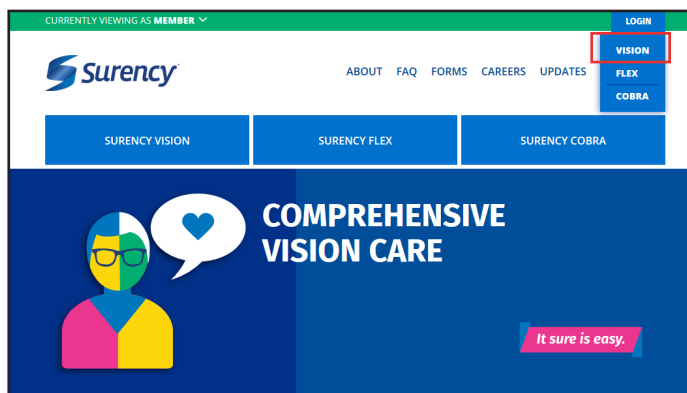 CURRENTLY VIEWING AS MEMBER
LOGIN
VISION
FLEX
COBRA
Surency
ABOUT FAQ FORMS CAREERS UPDATES
SURENCY VISION SURENCY FLEX SURENCY COBRA
COMPREHENSIVE
VISION CARE
It sure is easy.